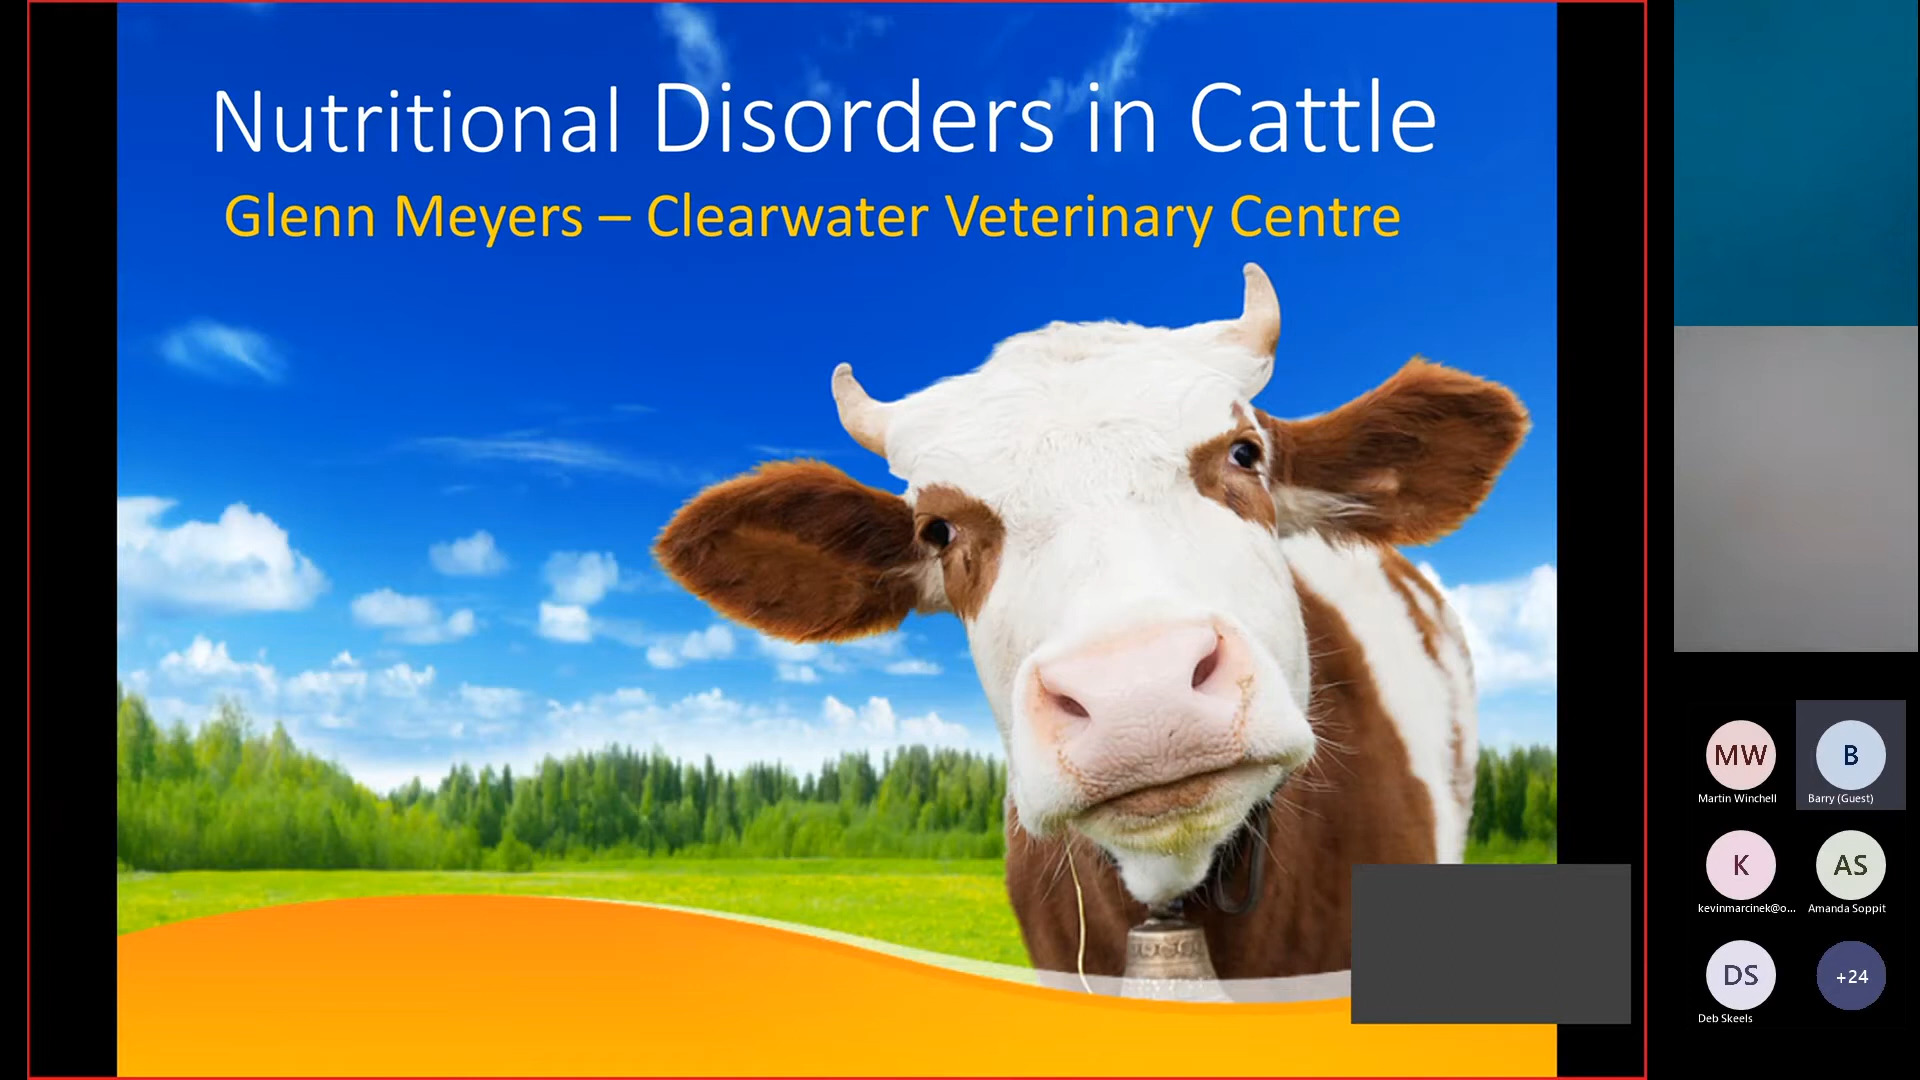 Nutritional Disorders in Cattle
Glenn Meyers – Clearwater Veterinary Centre
MW
Martin Winchell
B
Barry (Guest)
K
kevinmarcinek@o...
AS
Amanda Soppit
DS
Deb Skeels
+24